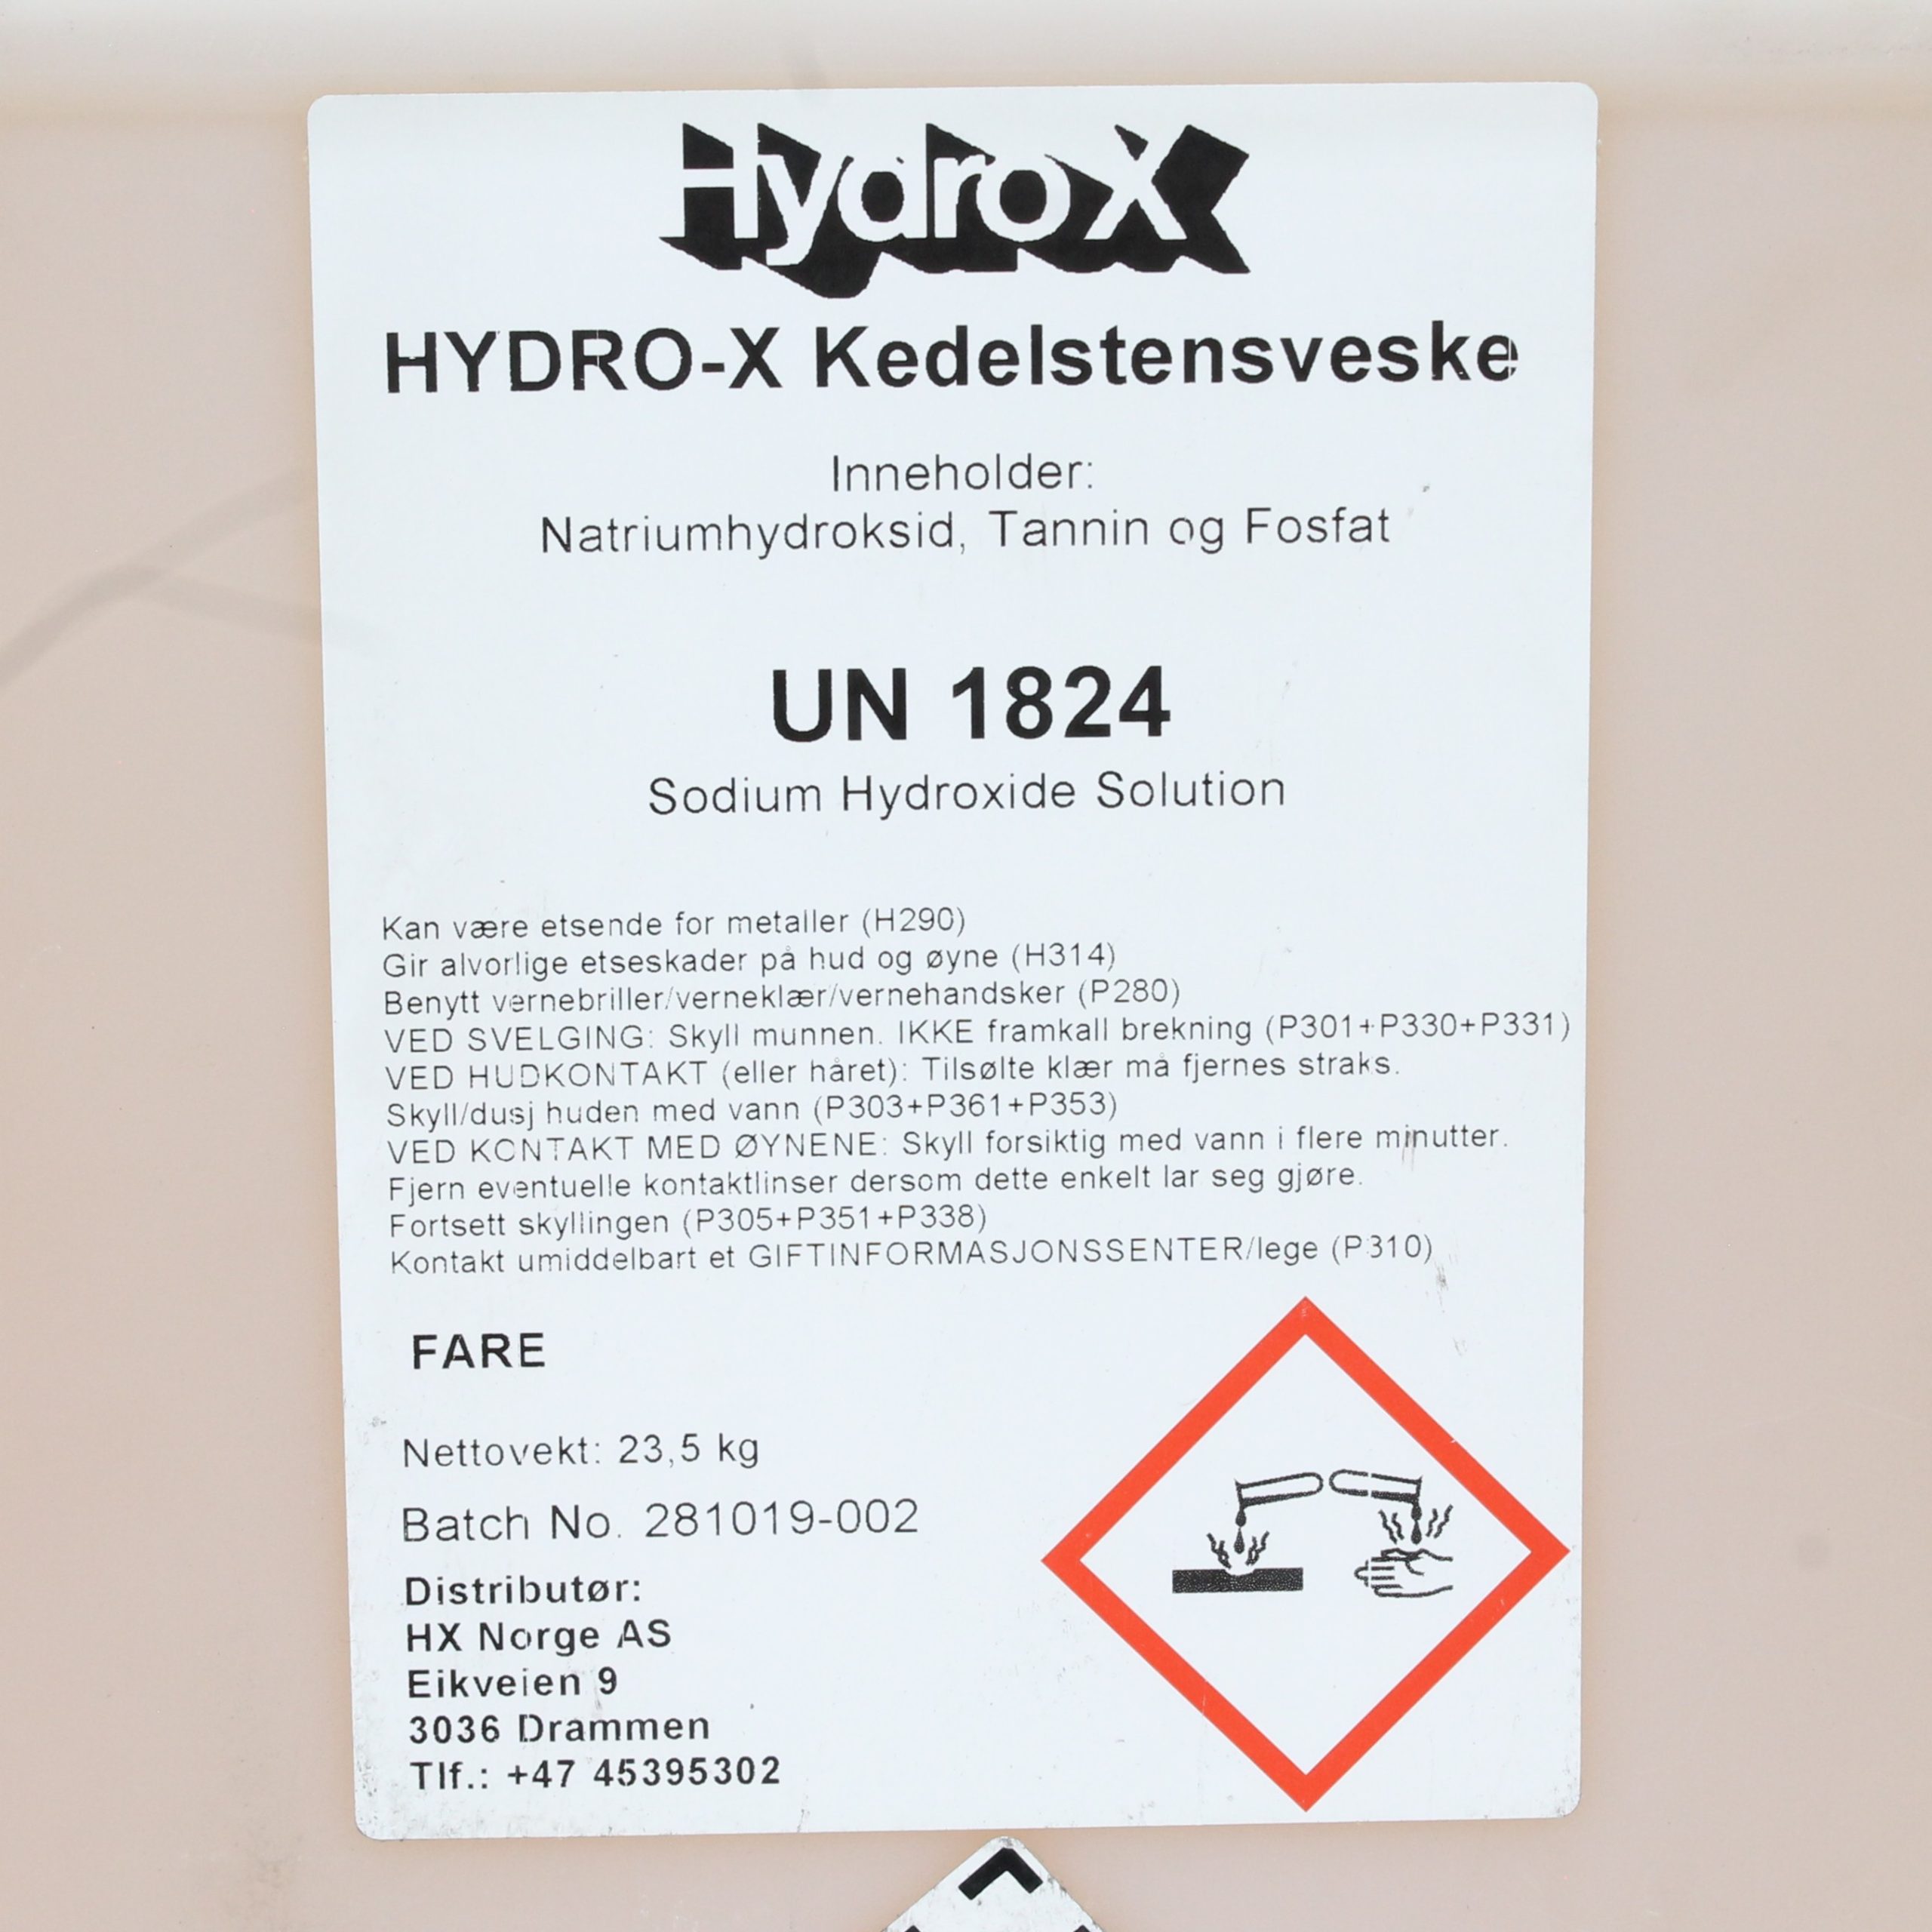 HydroX
HYDRO-X Kedelstensveske
Inneholder:
Natriumhydroksid, Tannin og Fosfat
UN 1824
Sodium Hydroxide Solution
Kan være etsende for metaller (H290)
Gir alvorlige etseskader på hud og øyne (H314)
Benytt vernebriller/verneklær/vernehandsker (P280)
VED SVELGING: Skyll munnen. IKKE framkall brekning (P301+P330+P331)
VED HUDKONTAKT (eller håret): Tilsølte klær må fjernes straks.
Skyll/dusj huden med vann (P303+P361+P353)
VED KONTAKT MED ØYNENE: Skyll forsiktig med vann i flere minutter.
Fjern eventuelle kontaktlinser dersom dette enkelt lar seg gjøre.
Fortsett skyllingen (P305+P351+P338)
Kontakt umiddelbart et GIFTINFORMASJONSSENTER/lege (P310)
FARE
Nettovekt: 23,5 kg
Batch No. 281019-002
Distributør:
HX Norge AS
Eikveien 9
3036 Drammen
Tlf.: +47 45395302